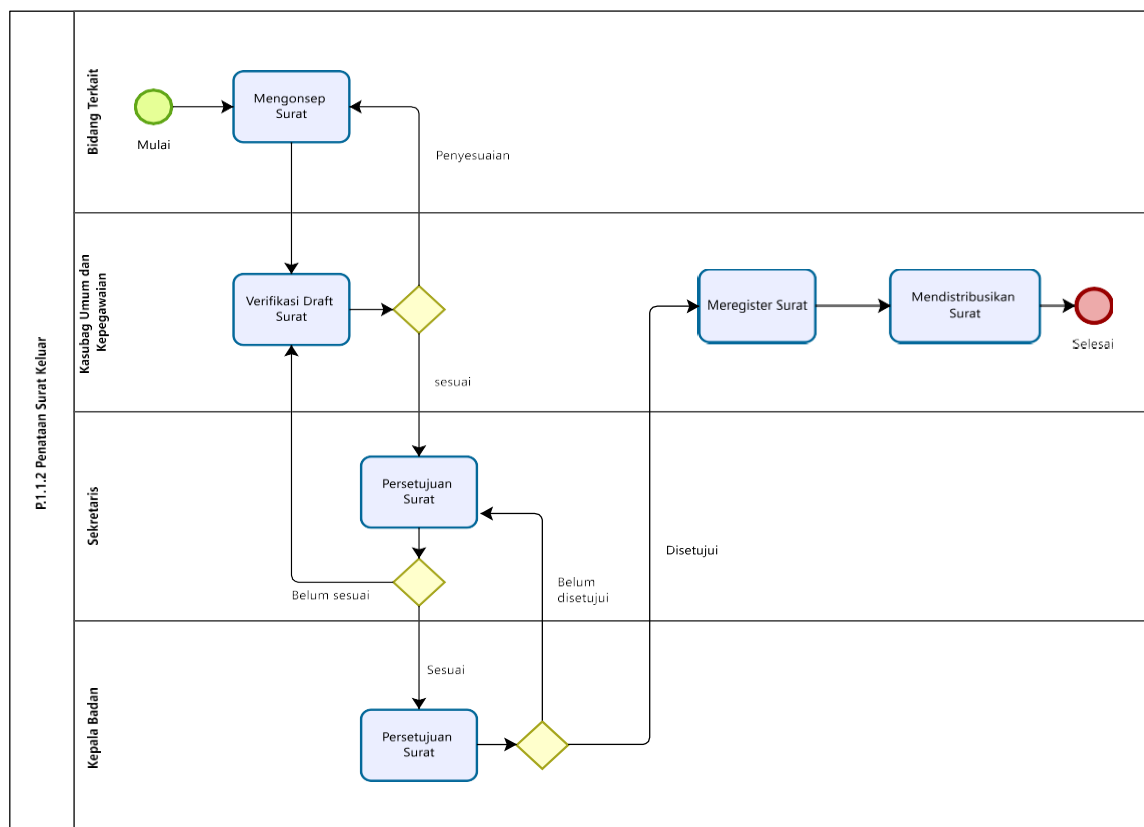 P.1.1.2 Penataan Surat Keluar
Bidang Terkait
Mulai
Mengonsep
Surat
Penyesuaian
Kasubag Umum dan
Kepegawaian
Verifikasi Draft
Surat
sesuai
Meregister Surat
Mendistribusikan
Surat
Selesai
Sekretaris
Persetujuan
Surat
Belum sesuai
Belum
disetujui
Disetujui
Kepala Badan
Sesuai
Persetujuan
Surat